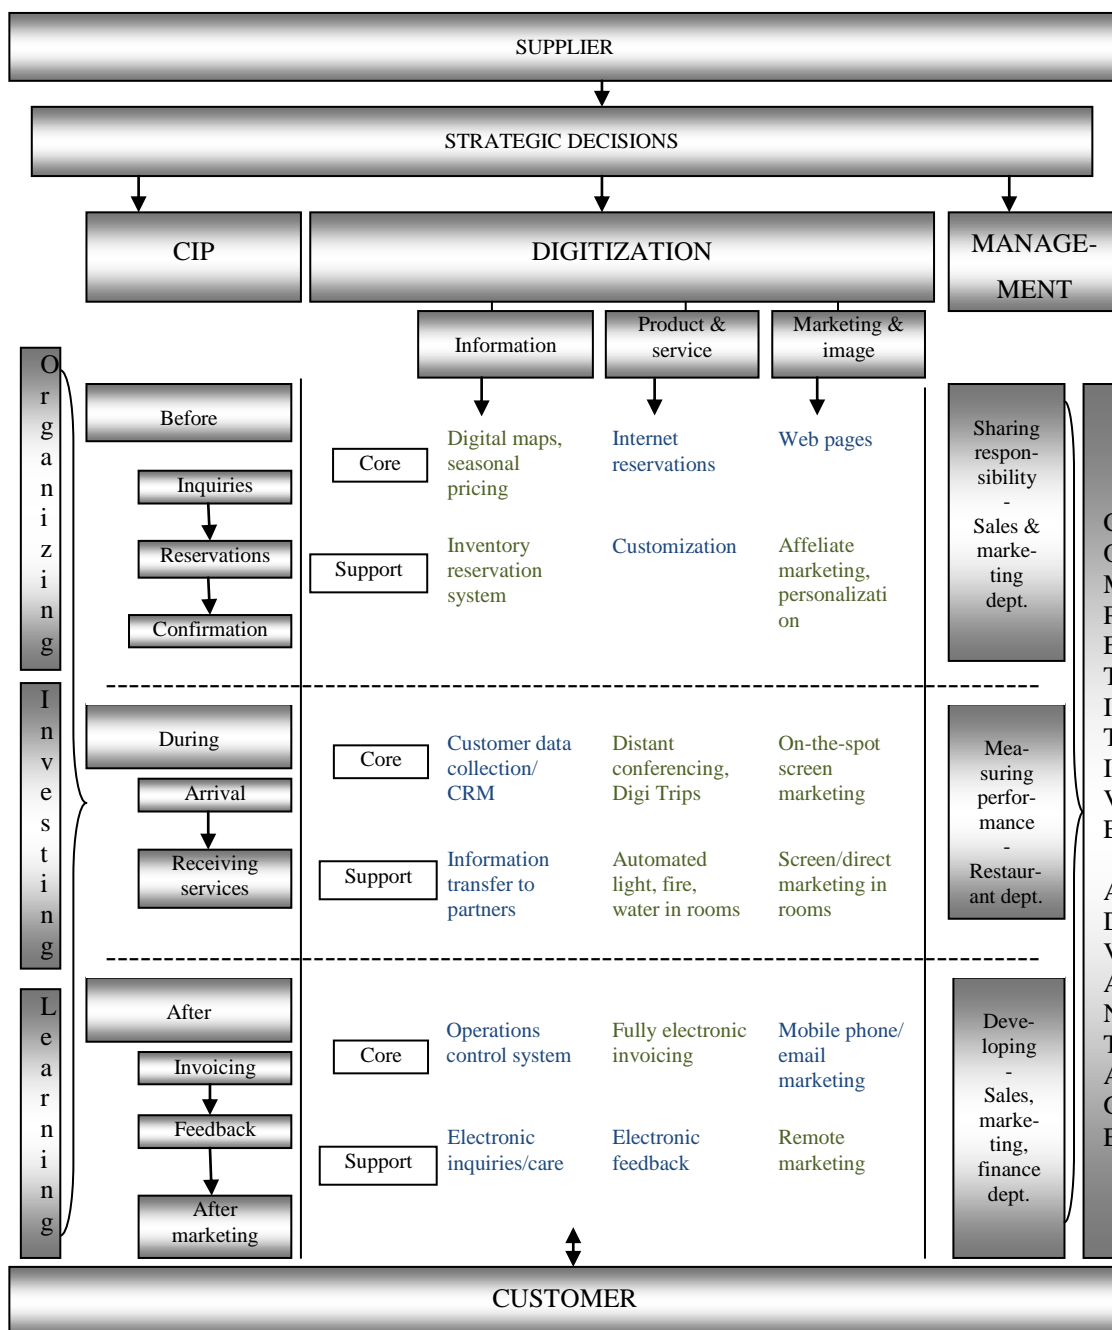 SUPPLIER
STRATEGIC DECISIONS
CIP
DIGITIZATION
MANAGE-
MENT
Information
Product &
service
Marketing &
image
Organizing
Before
Inquiries
Reservations
Confirmation
Core
Digital maps,
seasonal
pricing
Internet
reservations
Web pages
Support
Inventory
reservation
system
Customization
Affeliate
marketing,
personalizati
on
Sharing
respon-
sibility
-
Sales &
marke-
ting
dept.
Investing
During
Arrival
Receiving
services
Core
Customer data
collection/
CRM
Distant
conferencing,
Digi Trips
On-the-spot
screen
marketing
Support
Information
transfer to
partners
Automated
light, fire,
water in rooms
Screen/direct
marketing in
rooms
Mea-
suring
perfor-
mance
-
Restaur-
ant dept.
Learning
After
Invoicing
Feedback
After
marketing
Core
Operations
control system
Fully electronic
invoicing
Mobile phone/
email
marketing
Support
Electronic
inquiries/care
Electronic
feedback
Remote
marketing
Deve-
loping
-
Sales,
marke-
ting,
finance
dept.
COMPETITIVE
ADVANTAGE
CUSTOMER